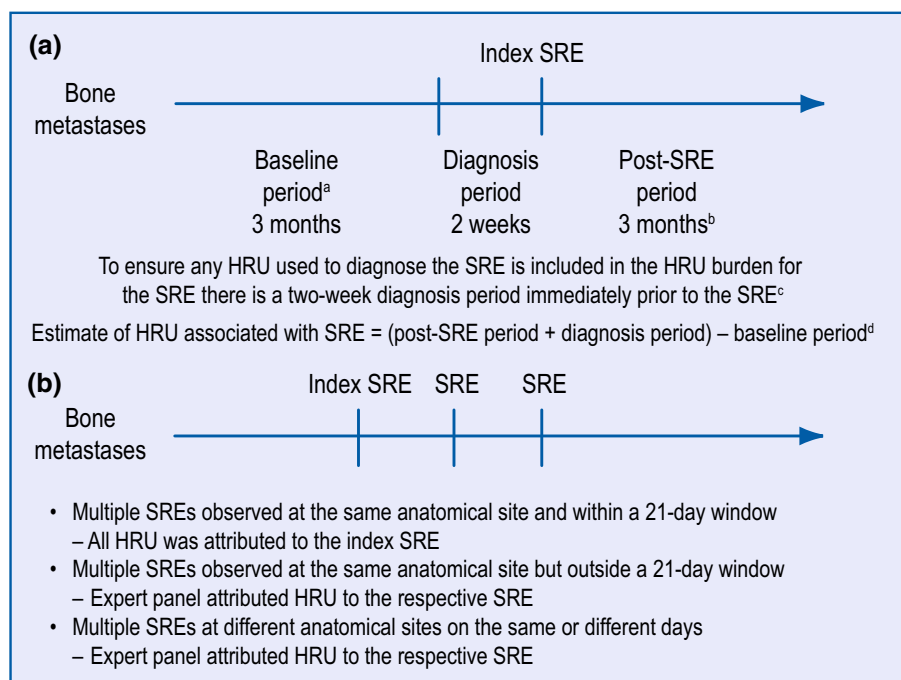 (a)
Index SRE
Bone
metastases
Baseline
periodᵃ
3 months
Diagnosis
period
2 weeks
Post-SRE
period
3 monthsᵇ
To ensure any HRU used to diagnose the SRE is included in the HRU burden for
the SRE there is a two-week diagnosis period immediately prior to the SREᶜ
Estimate of HRU associated with SRE = (post-SRE period + diagnosis period) – baseline periodᵈ
(b)
Index SRE SRE SRE
Bone
metastases
• Multiple SREs observed at the same anatomical site and within a 21-day window
– All HRU was attributed to the index SRE
• Multiple SREs observed at the same anatomical site but outside a 21-day window
– Expert panel attributed HRU to the respective SRE
• Multiple SREs at different anatomical sites on the same or different days
– Expert panel attributed HRU to the respective SRE